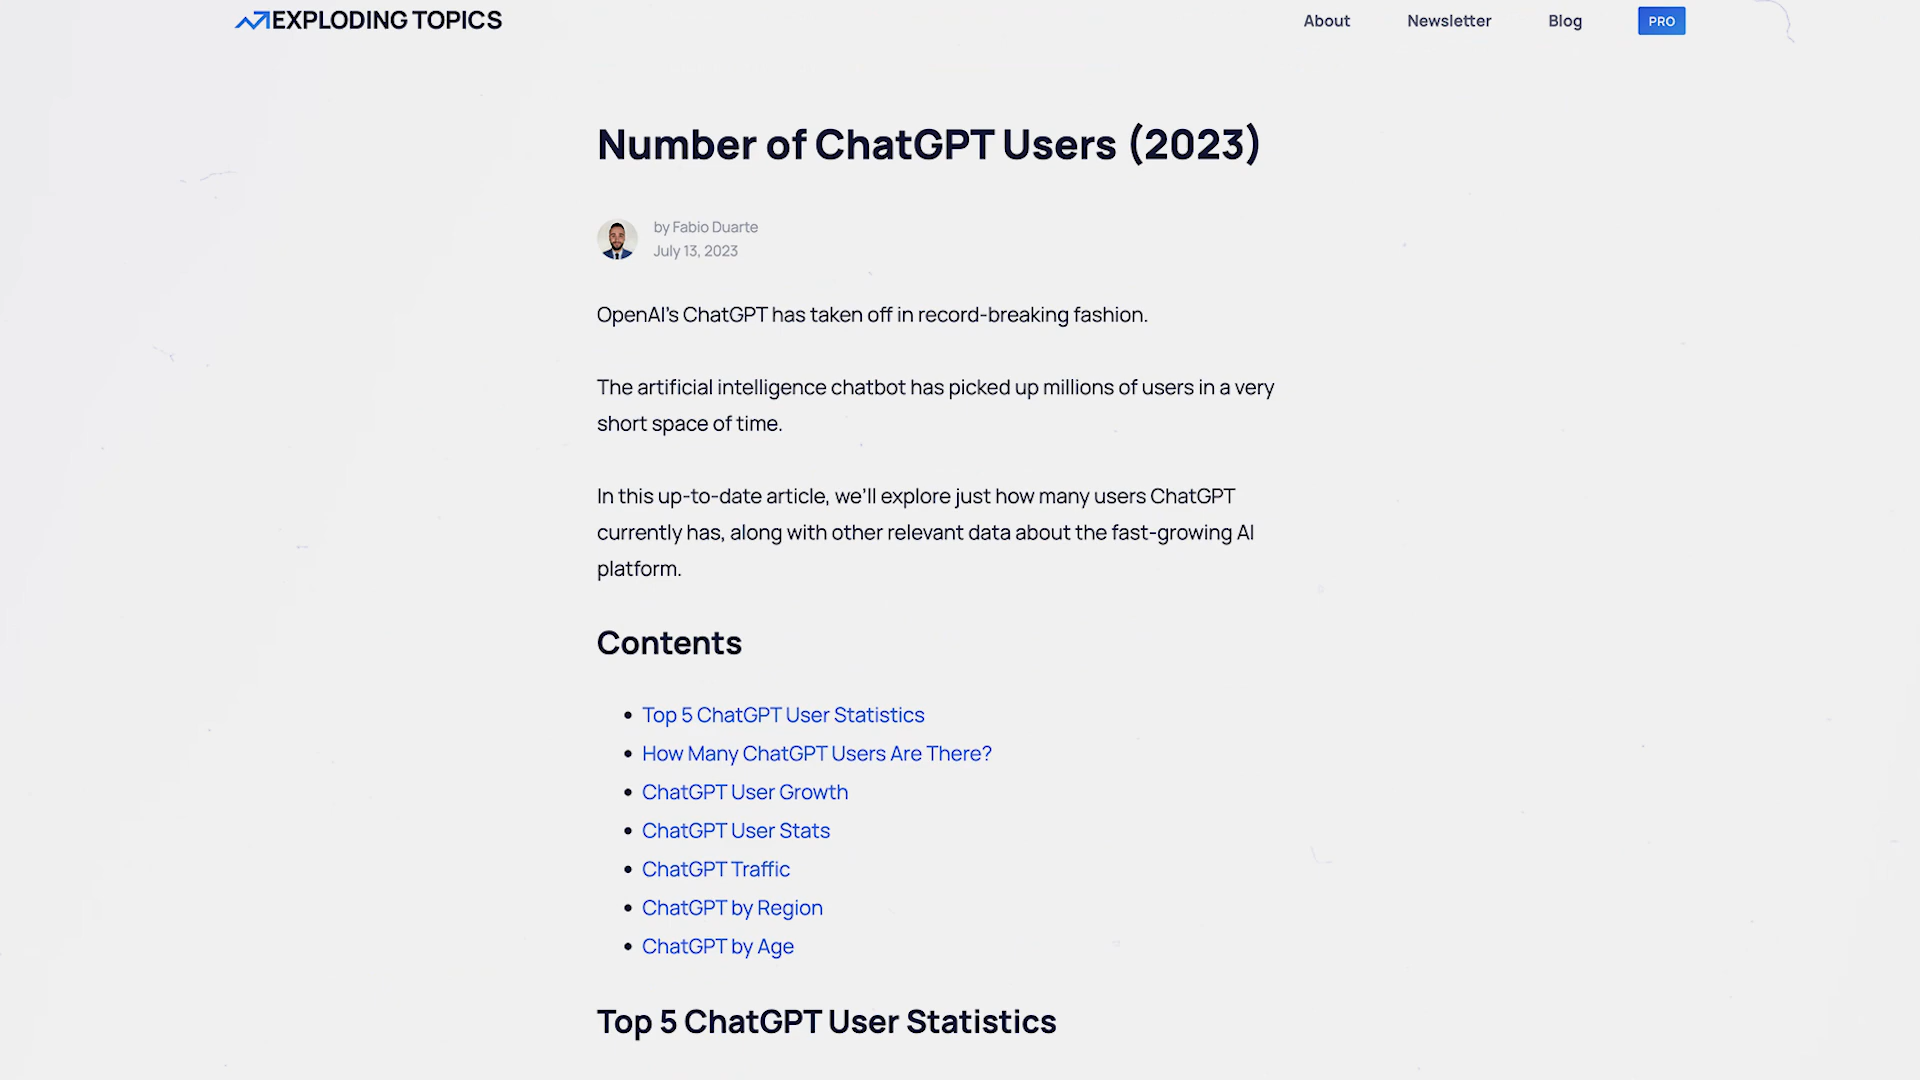 EXPLODING TOPICS
About
Newsletter
Blog
PRO
Number of ChatGPT Users (2023)
by Fabio Duarte
July 13, 2023
OpenAI's ChatGPT has taken off in record-breaking fashion.
The artificial intelligence chatbot has picked up millions of users in a very
short space of time.
In this up-to-date article, we'll explore just how many users ChatGPT
currently has, along with other relevant data about the fast-growing AI
platform.
Contents
Top 5 ChatGPT User Statistics
How Many ChatGPT Users Are There?
ChatGPT User Growth
ChatGPT User Stats
ChatGPT Traffic
ChatGPT by Region
ChatGPT by Age
Top 5 ChatGPT User Statistics